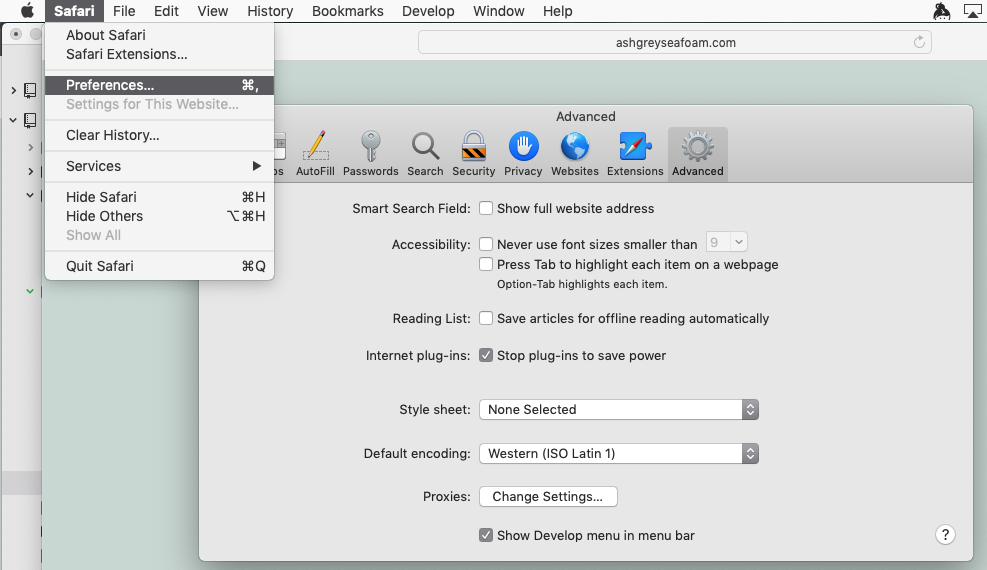 Safari File Edit View History Bookmarks Develop Window Help
About Safari
Safari Extensions...
Preferences... ⌘,
Settings for This Website...
Clear History...
Services
Hide Safari ⌘H
Hide Others ⌥⌘H
Show All
Quit Safari ⌘Q
ashgreyseafoam.com
Advanced
AutoFill Passwords Search Security Privacy Websites Extensions Advanced
Smart Search Field: Show full website address
Accessibility: Never use font sizes smaller than 9
Press Tab to highlight each item on a webpage
Option-Tab highlights each item.
Reading List: Save articles for offline reading automatically
Internet plug-ins: Stop plug-ins to save power
Style sheet: None Selected
Default encoding: Western (ISO Latin 1)
Proxies: Change Settings...
Show Develop menu in menu bar
?